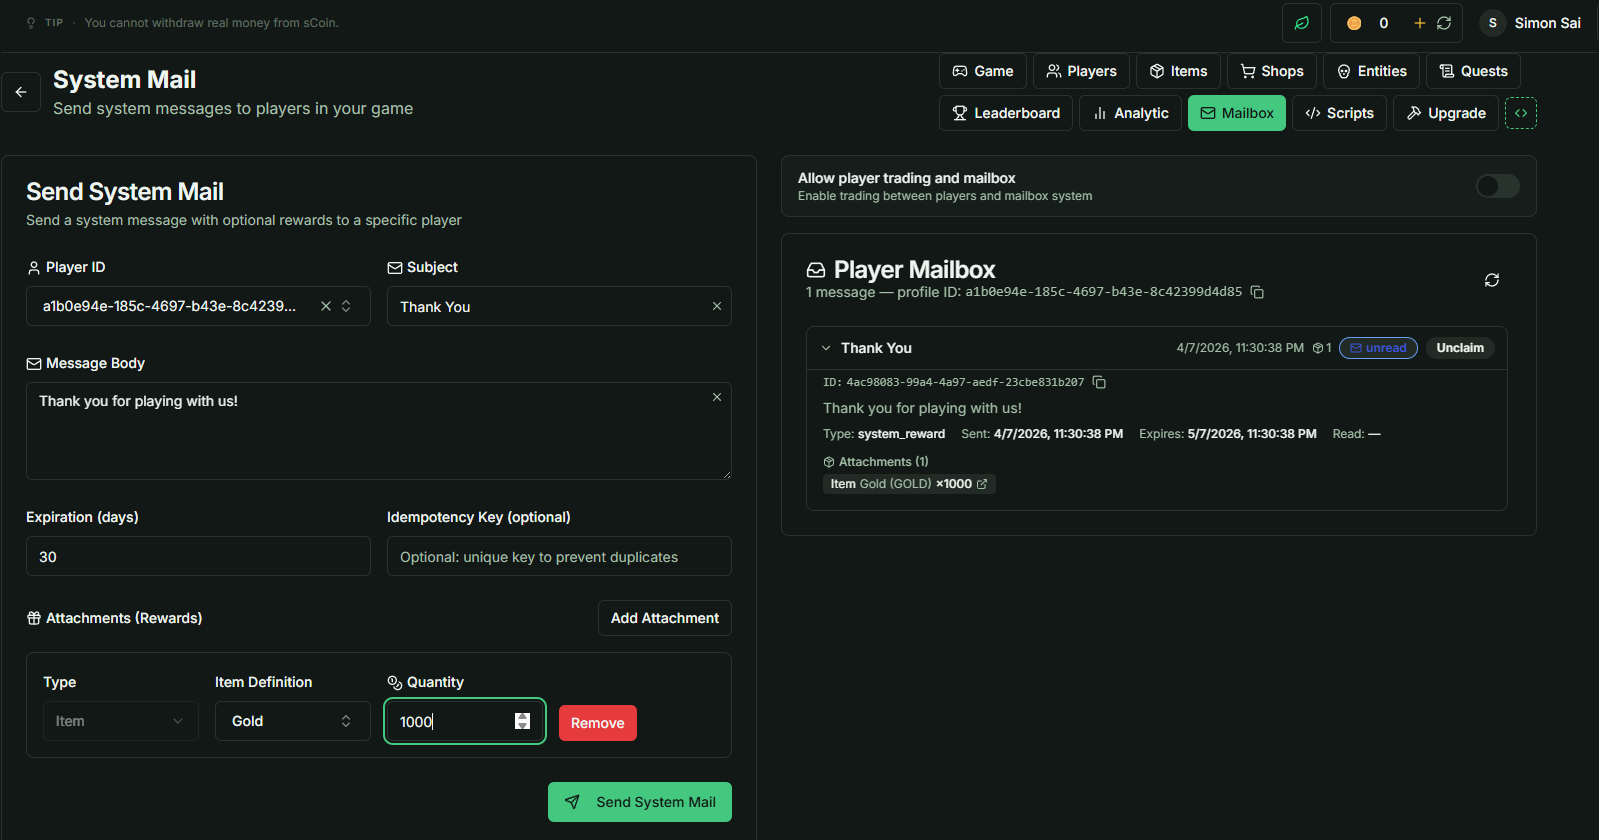 TIP · You cannot withdraw real money from sCoin.
0
S Simon Sai
System Mail
Send system messages to players in your game
Game Players Items Shops Entities Quests
Leaderboard Analytic Mailbox Scripts Upgrade
Send System Mail
Send a system message with optional rewards to a specific player
Player ID
a1b0e94e-185c-4697-b43e-8c4239...
Subject
Thank You
Message Body
Thank you for playing with us!
Expiration (days)
30
Idempotency Key (optional)
Optional: unique key to prevent duplicates
Attachments (Rewards)
Add Attachment
Type
Item
Item Definition
Gold
Quantity
1000
Remove
Send System Mail
Allow player trading and mailbox
Enable trading between players and mailbox system
Player Mailbox
1 message — profile ID: a1b0e94e-185c-4697-b43e-8c42399d4d85
Thank You 4/7/2026, 11:30:38 PM 1 unread Unclaim
ID: 4ac98083-99a4-4a97-aedf-23cbe831b207
Thank you for playing with us!
Type: system_reward Sent: 4/7/2026, 11:30:38 PM Expires: 5/7/2026, 11:30:38 PM Read: —
Attachments (1)
Item Gold (GOLD) ×1000